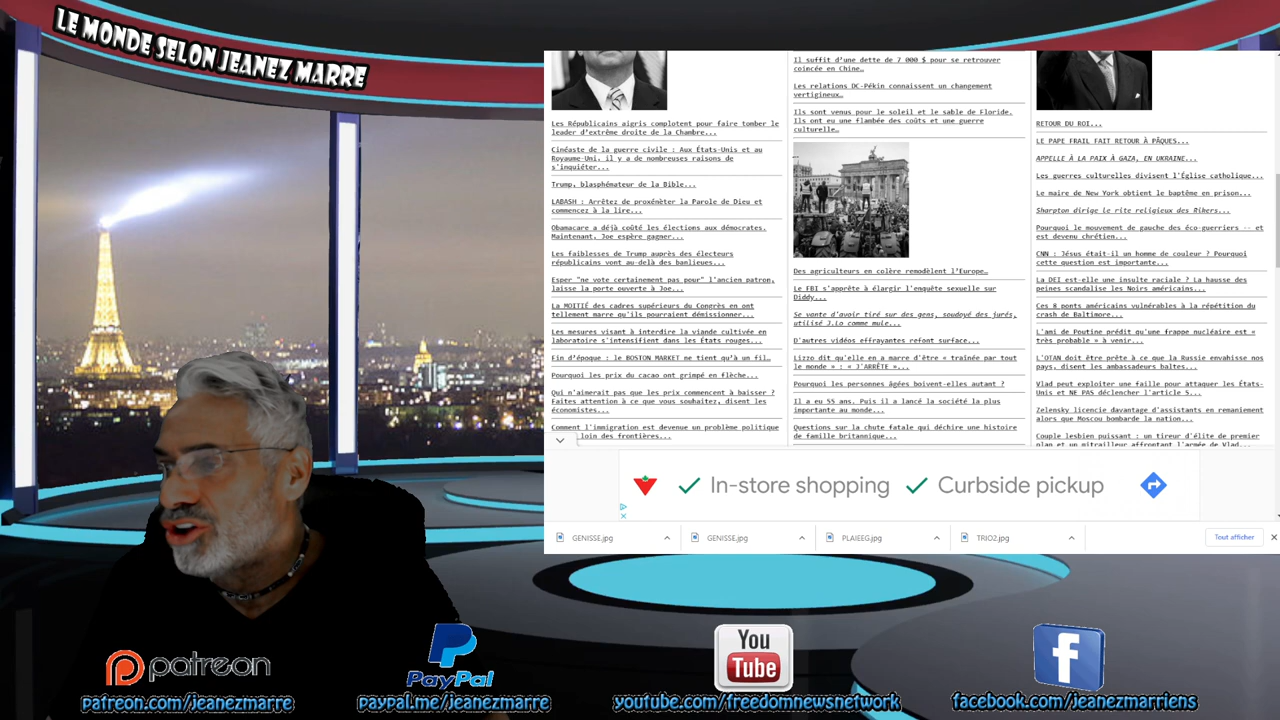 LE MONDE SELON JEANEZ MARRE
Les Républicains aigris complotent pour faire tomber le
leader d'extrême droite de la Chambre...
Cinéaste de la guerre civile : Aux États-Unis et au
Royaume-Uni, il y a de nombreuses raisons de
s'inquiéter...
Trump, blasphémateur de la Bible...
LABASH : Arrêtez de proxénèter la Parole de Dieu et
commencez à la lire...
Obamacare a déjà coûté les élections aux démocrates.
Maintenant, Joe espère gagner...
Les faiblesses de Trump auprès des électeurs
républicains vont au-delà des banlieues...
Esper "ne vote certainement pas pour" l'ancien patron,
laisse la porte ouverte à Joe...
La MOITIÉ des cadres supérieurs du Congrès en ont
tellement marre qu'ils pourraient démissionner...
Les mesures visant à interdire la viande cultivée en
laboratoire s'intensifient dans les États rouges...
Fin d'époque : le BOSTON MARKET ne tient qu'à un fil…
Pourquoi les prix du cacao ont grimpé en flèche...
Qui n'aimerait pas que les prix commencent à baisser ?
Faites attention à ce que vous souhaitez, disent les
économistes...
Comment l'immigration est devenue un problème politique
loin des frontières...
Il suffit d'une dette de 7 000 $ pour se retrouver
coincée en Chine…
Les relations DC-Pékin connaissent un changement
vertigineux…
Ils sont venus pour le soleil et le sable de Floride.
Ils ont eu une flambée des coûts et une guerre
culturelle…
Des agriculteurs en colère remodèlent l'Europe…
Le FBI s'apprête à élargir l'enquête sexuelle sur
Diddy...
Se vante d'avoir tiré sur des gens, soudoyé des jurés,
utilisé J.Lo comme mule...
D'autres vidéos effrayantes refont surface...
Lizzo dit qu'elle en a marre d'être « traînée par tout
le monde » : « J'ARRÊTE »...
Pourquoi les personnes âgées boivent-elles autant ?
Il a eu 55 ans. Puis il a lancé la société la plus
importante au monde...
Questions sur la chute fatale qui déchire une histoire
de famille britannique...
RETOUR DU ROI...
LE PAPE FRAIL FAIT RETOUR À PÂQUES...
APPELLE À LA PAIX À GAZA, EN UKRAINE...
Les guerres culturelles divisent l'Église catholique...
Le maire de New York obtient le baptême en prison...
Sharpton dirige le rite religieux des Rikers...
Pourquoi le mouvement de gauche des éco-guerriers -- et
est devenu chrétien...
CNN : Jésus était-il un homme de couleur ? Pourquoi
cette question est importante...
La DEI est-elle une insulte raciale ? La hausse des
peines scandalise les Noirs américains...
Ces 8 ponts américains vulnérables à la répétition du
crash de Baltimore...
L'ami de Poutine prédit qu'une frappe nucléaire est «
très probable » à venir...
L'OTAN doit être prête à ce que la Russie envahisse nos
pays, disent les ambassadeurs baltes...
Vlad peut exploiter une faille pour attaquer les États-
Unis et NE PAS déclencher l'article 5...
Zelensky licencie davantage d'assistants en remaniement
alors que Moscou bombarde la nation...
Couple lesbien puissant : un tireur d'élite de premier
plan et un mitrailleur affrontant l'armée de Vlad...
In-store shopping
Curbside pickup
GENISSE.jpg
GENISSE.jpg
PLAIEEG.jpg
TRIO2.jpg
Tout afficher
patreon
PayPal
You
Tube
f
patreon.com/jeanezmarre
paypal.me/jeanezmarre
youtube.com/freedomnewsnetwork
facebook.com/jeanezmarriens